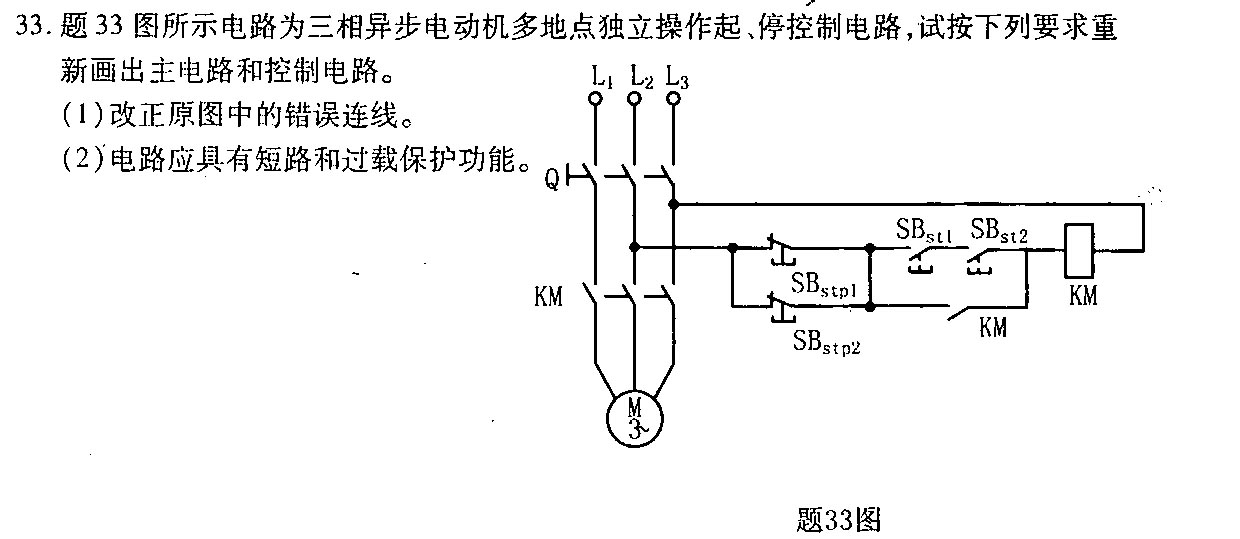 33. 题 33 图所示电路为三相异步电动机多地点独立操作起、停控制电路,试按下列要求重
新画出主电路和控制电路。
(1)改正原图中的错误连线。
(2)电路应具有短路和过载保护功能。
L1 L2 L3
Q
SBst1 SBst2
SBstp1
KM
KM
KM
SBstp2
M
3~
题33图